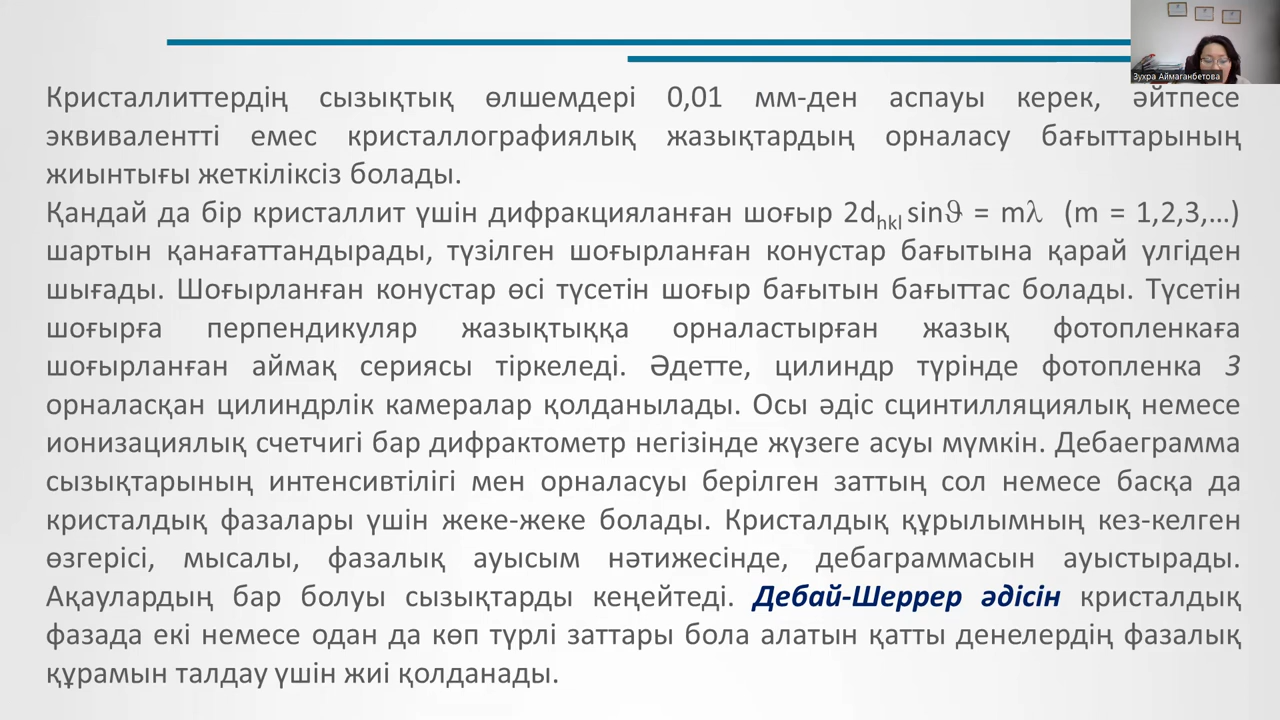 Зухра Аймаганбетова
Кристаллиттердің сызықтық өлшемдері 0,01 мм-ден аспауы керек, әйтпесе
эквивалентті емес кристаллографиялық жазықтардың орналасу бағыттарының
жиынтығы жеткіліксіз болады.
Қандай да бір кристаллит үшін дифракцияланған шоғыр 2dhkl sinϑ = mλ (m = 1,2,3,…)
шартын қанағаттандырады, түзілген шоғырланған конустар бағытына қарай үлгіден
шығады. Шоғырланған конустар өсі түсетін шоғыр бағытын бағыттас болады. Түсетін
шоғырға перпендикуляр жазықтыққа орналастырған жазық фотопленкаға
шоғырланған аймақ сериясы тіркеледі. Әдетте, цилиндр түрінде фотопленка 3
орналасқан цилиндрлік камералар қолданылады. Осы әдіс сцинтилляциялық немесе
ионизациялық счетчигі бар дифрактометр негізінде жүзеге асуы мүмкін. Дебаеграмма
сызықтарының интенсивтілігі мен орналасуы берілген заттың сол немесе басқа да
кристалдық фазалары үшін жеке-жеке болады. Кристалдық құрылымның кез-келген
өзгерісі, мысалы, фазалық ауысым нәтижесінде, дебаграммасын ауыстырады.
Ақаулардың бар болуы сызықтарды кеңейтеді. Дебай-Шеррер әдісін кристалдық
фазада екі немесе одан да көп түрлі заттары бола алатын қатты денелердің фазалық
құрамын талдау үшін жиі қолданады.